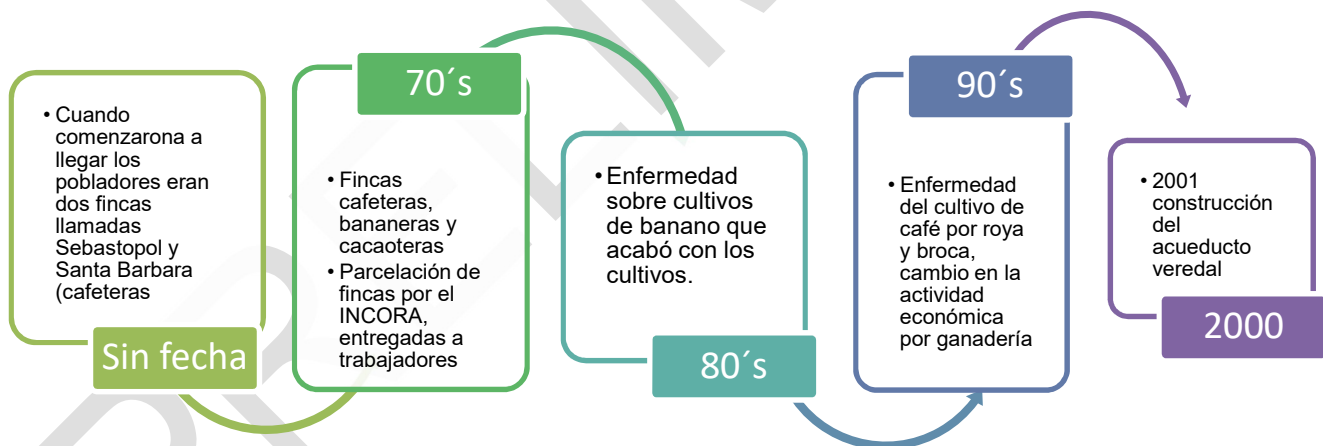 • Cuando
comenzarona a
llegar los
pobladores eran
dos fincas
llamadas
Sebastopol y
Santa Barbara
(cafeteras
Sin fecha
70´s
• Fincas
cafeteras,
bananeras y
cacaoteras
• Parcelación de
fincas por el
INCORA,
entregadas a
trabajadores
• Enfermedad
sobre cultivos
de banano que
acabó con los
cultivos.
80´s
90´s
• Enfermedad
del cultivo de
café por roya
y broca,
cambio en la
actividad
económica
por ganadería
• 2001
construcción
del
acueducto
veredal
2000